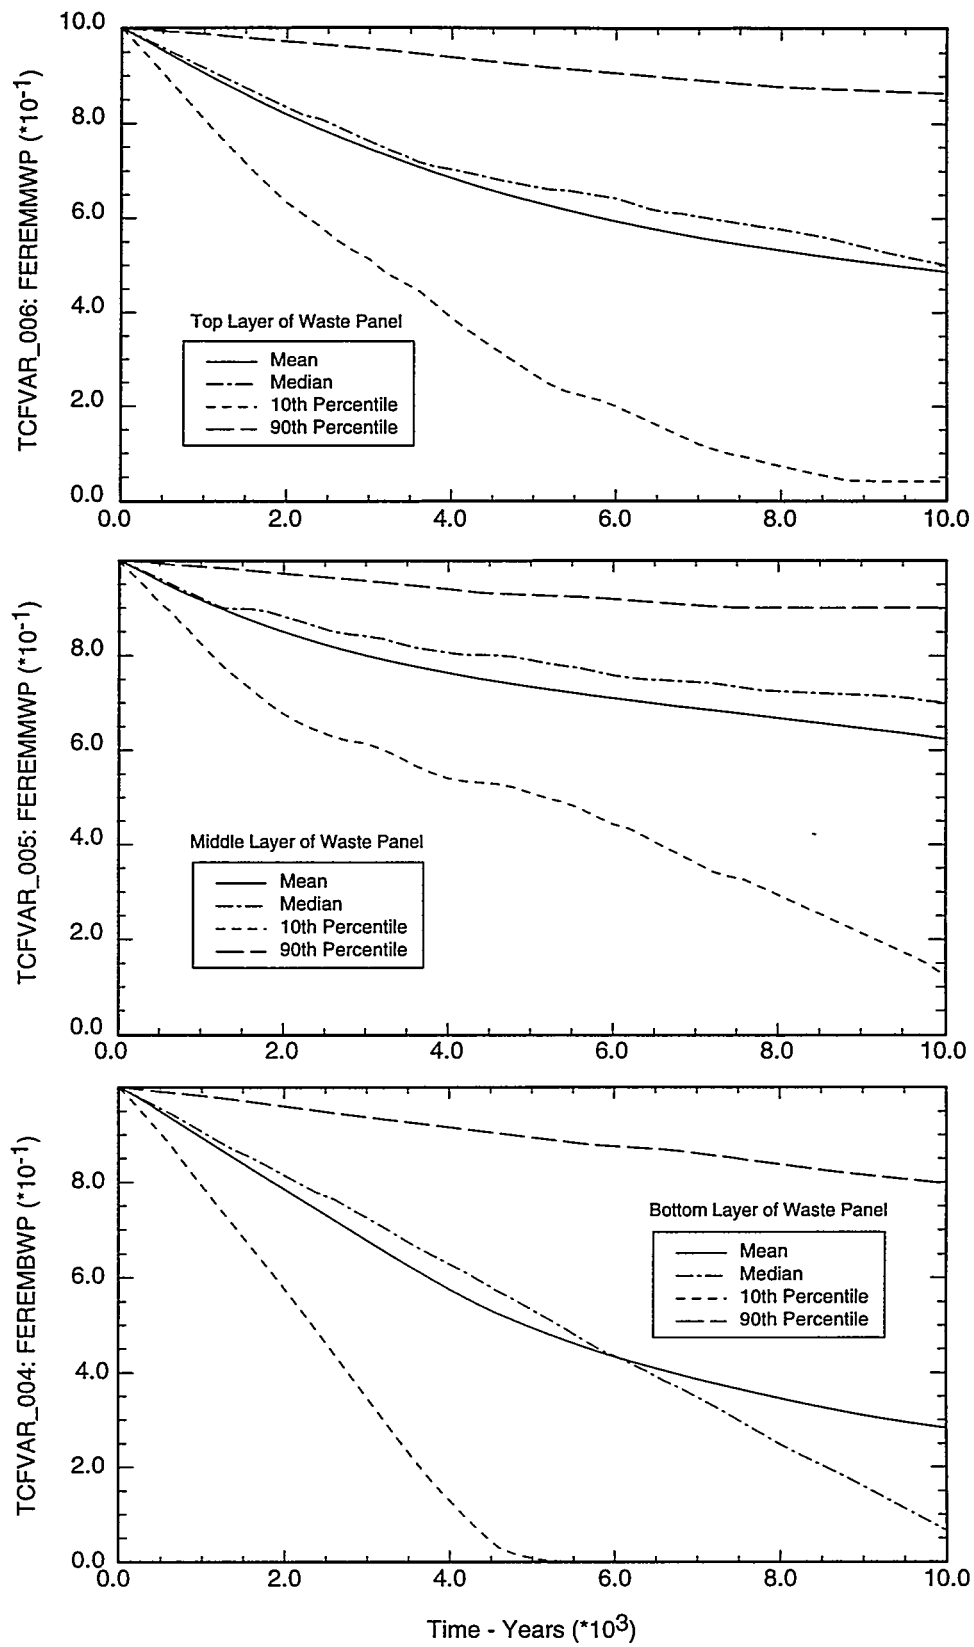 TCFVAR_006: FEREMMWP (*10-1)
10.0
8.0
6.0
4.0
2.0
0.0
Top Layer of Waste Panel
Mean
Median
10th Percentile
90th Percentile
0.0 2.0 4.0 6.0 8.0 10.0
TCFVAR_005: FEREMMWP (*10-1)
8.0
6.0
4.0
2.0
0.0
Middle Layer of Waste Panel
Mean
Median
10th Percentile
90th Percentile
0.0 2.0 4.0 6.0 8.0 10.0
TCFVAR_004: FEREMBWP (*10-1)
8.0
6.0
4.0
2.0
0.0
Bottom Layer of Waste Panel
Mean
Median
10th Percentile
90th Percentile
0.0 2.0 4.0 6.0 8.0 10.0
Time - Years (*103)